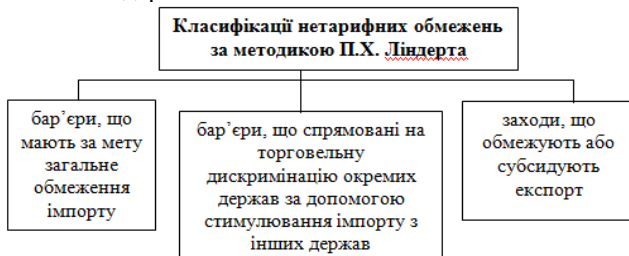 Класифікації нетарифних обмежень
за методикою П.Х. Ліндерта
бар’єри, що
мають за мету
загальне
обмеження
імпорту
бар’єри, що спрямовані на
торговельну
дискримінацію окремих
держав за допомогою
стимулювання імпорту з
інших держав
заходи, що
обмежують або
субсидують
експорт